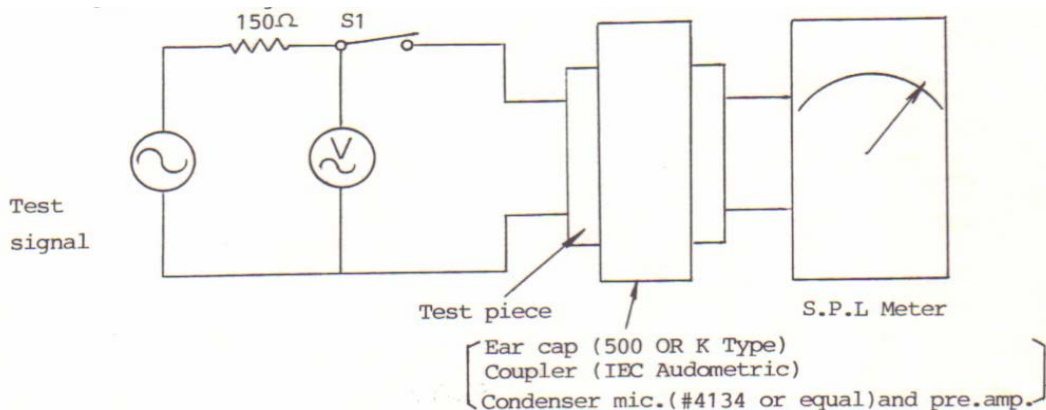 150Ω S1
V
Test
signal
Test piece
S.P.L Meter
Ear cap (500 OR K Type)
Coupler (IEC Audometric)
Condenser mic.(#4134 or equal)and pre.amp.